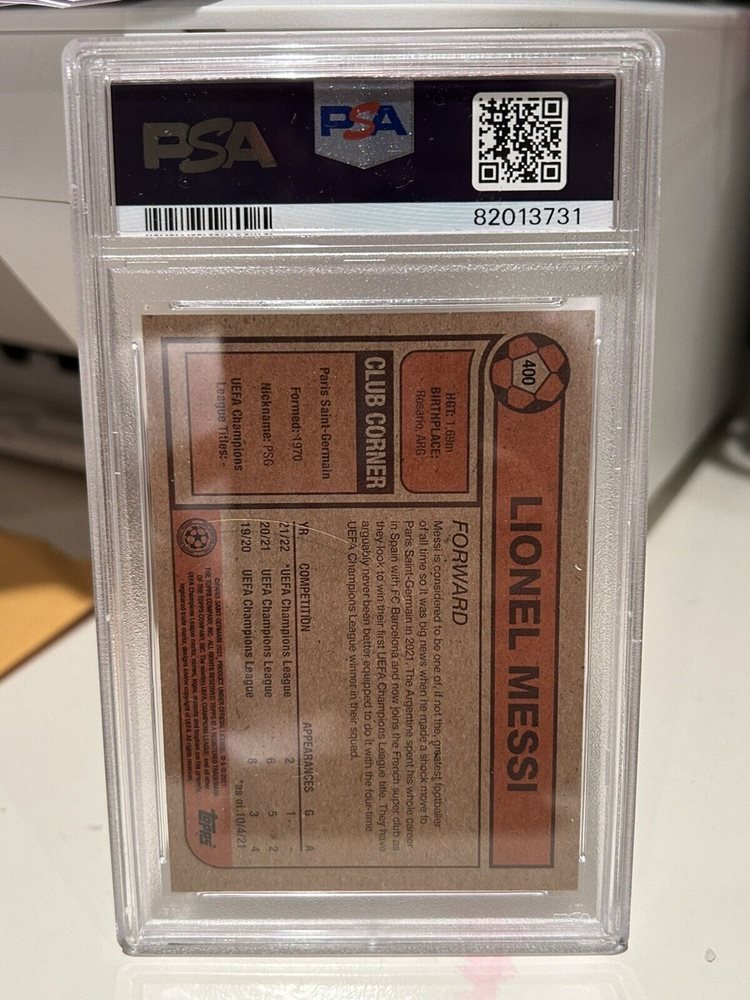 PSA
PSA
82013731
400
LIONEL MESSI
HGT: 1.69m
BIRTHPLACE:
Rosario, ARG
CLUB CORNER
Paris Saint-Germain
Formed: 1970
Nickname: PSG
UEFA Champions
League Titles: -
FORWARD
Messi is considered to be one of, if not the, greatest footballer
of all time so it was big news when he made a shock move to
Paris Saint-Germain in 2021. The Argentine spent his whole career
in Spain with FC Barcelona and now joins the French super club as
they look to win their first UEFA Champions League title. They have
arguably never been better equipped to do it with the four-time
UEFA Champions League winner in their squad.
YR. COMPETITION APPEARANCES G A
21/22 *UEFA Champions League 2 1 -
20/21 UEFA Champions League 6 5 2
19/20 UEFA Champions League 8 3 4
*as of 10/4/21
topps